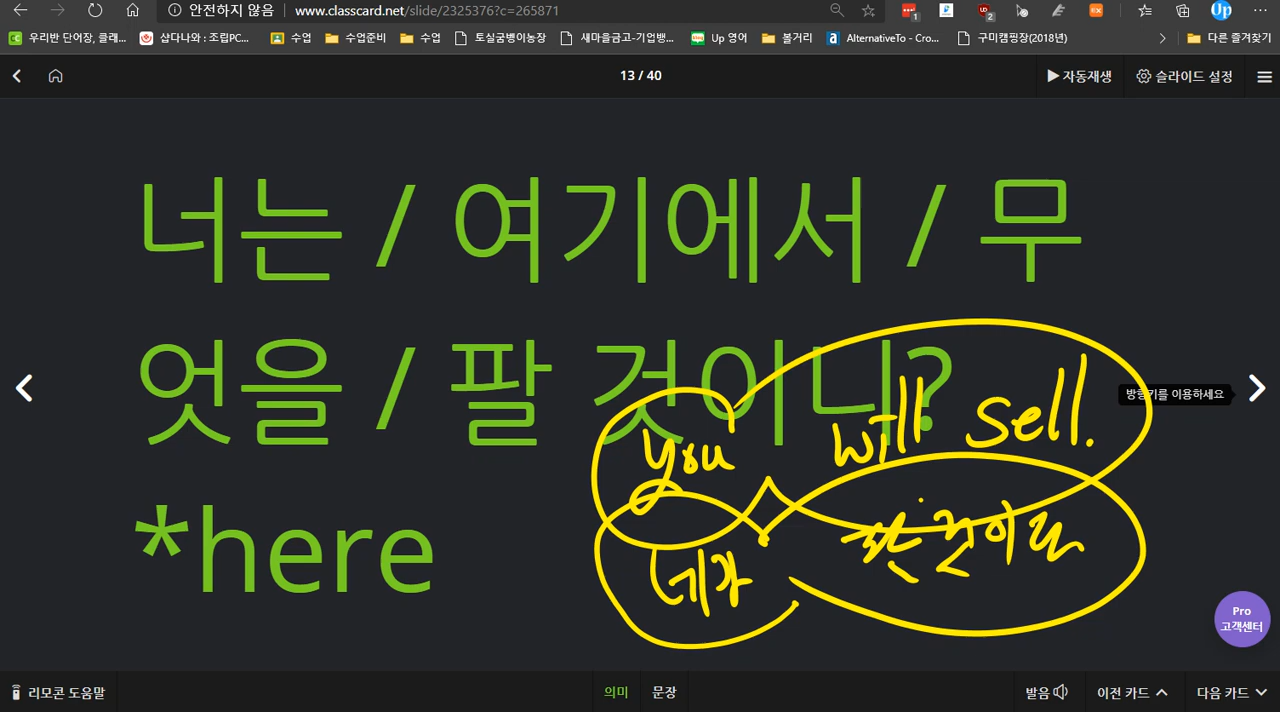 안전하지 않음 | www.classcard.net/slide/2325376?c=265871
우리반 단어장, 클래... 샵다나와 : 조립PC... 수업 수업준비 수업 토실굼벵이농장 새마을금고-기업뱅... Up 영어 볼거리 AlternativeTo - Cro... 구미캠핑장(2018년) 다른 즐겨찾기
13 / 40 자동재생 슬라이드 설정
너는 / 여기에서 / 무
엇을 / 팔 것이니?
방향키를 이용하세요
you will sell.
*here
네가
Pro
고객센터
리모콘 도움말 의미 문장 발음 이전 카드 다음 카드